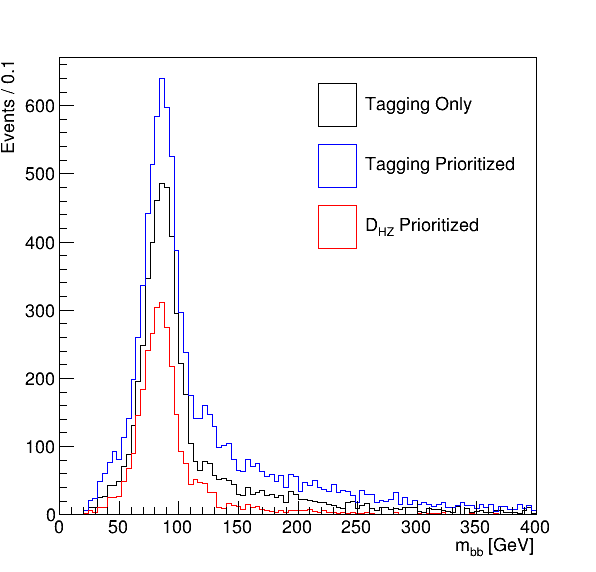 Events / 0.1
600
500
400
300
200
100
0
Tagging Only
Tagging Prioritized
D_HZ Prioritized
0 50 100 150 200 250 300 350 400
m_bb [GeV]